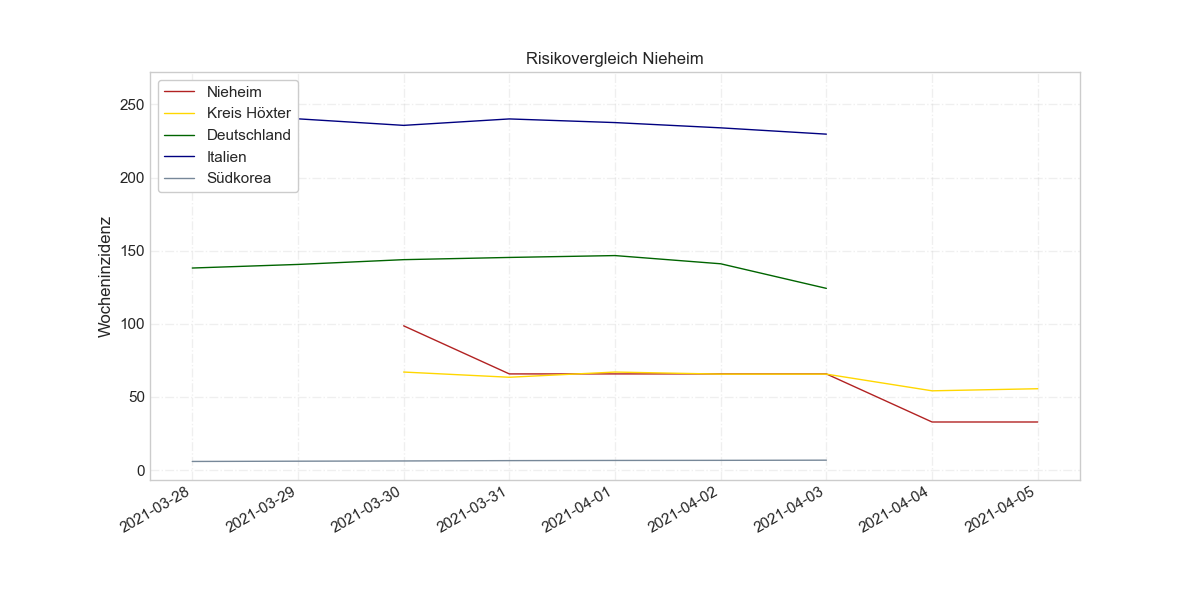 Risikovergleich Nieheim
Nieheim
Kreis Höxter
Deutschland
Italien
Südkorea
Wocheninzidenz
250
200
150
100
50
0
2021-03-28
2021-03-29
2021-03-30
2021-03-31
2021-04-01
2021-04-02
2021-04-03
2021-04-04
2021-04-05